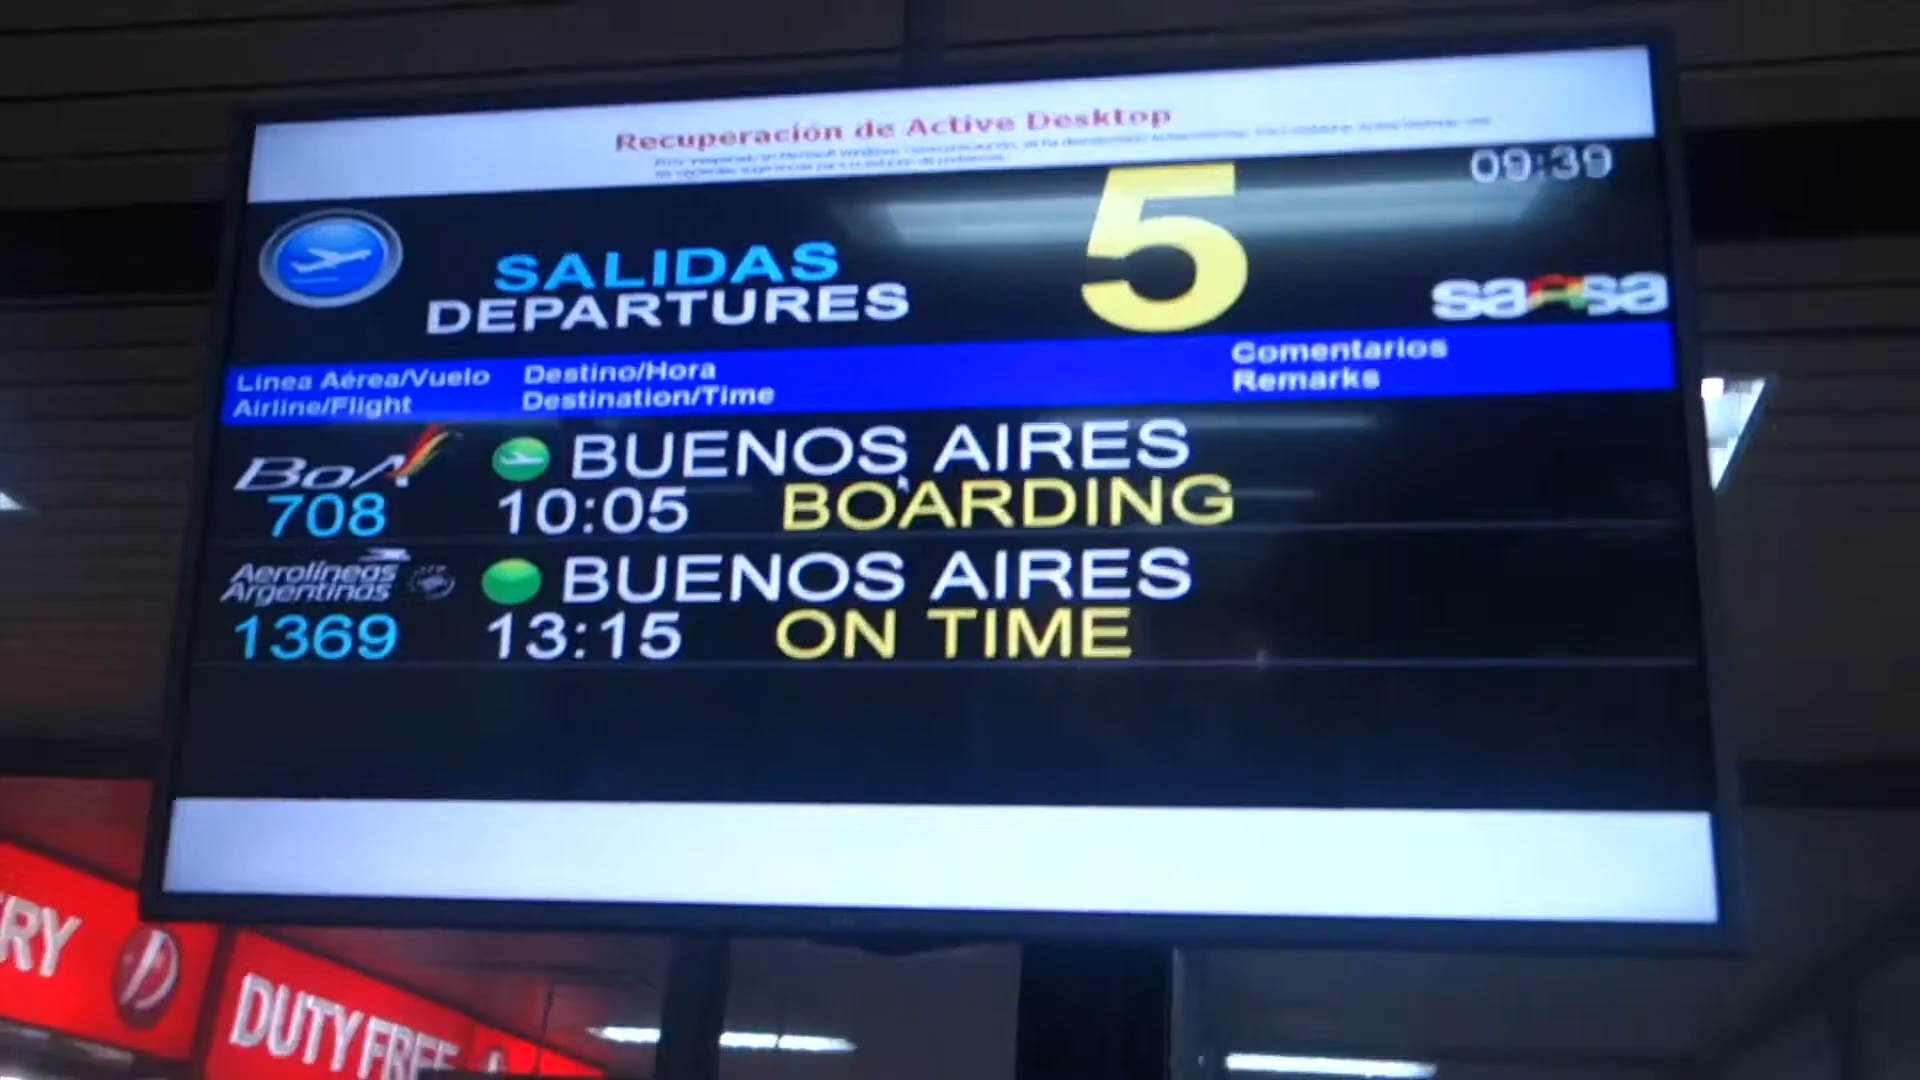 Recuperación de Active Desktop
09:39
SALIDAS
DEPARTURES
5
sabsa
Línea Aérea/Vuelo
Airline/Flight
Destino/Hora
Destination/Time
Comentarios
Remarks
BoA
BUENOS AIRES
708
10:05
BOARDING
Aerolíneas
Argentinas
BUENOS AIRES
1369
13:15
ON TIME
RY
DUTY FREE